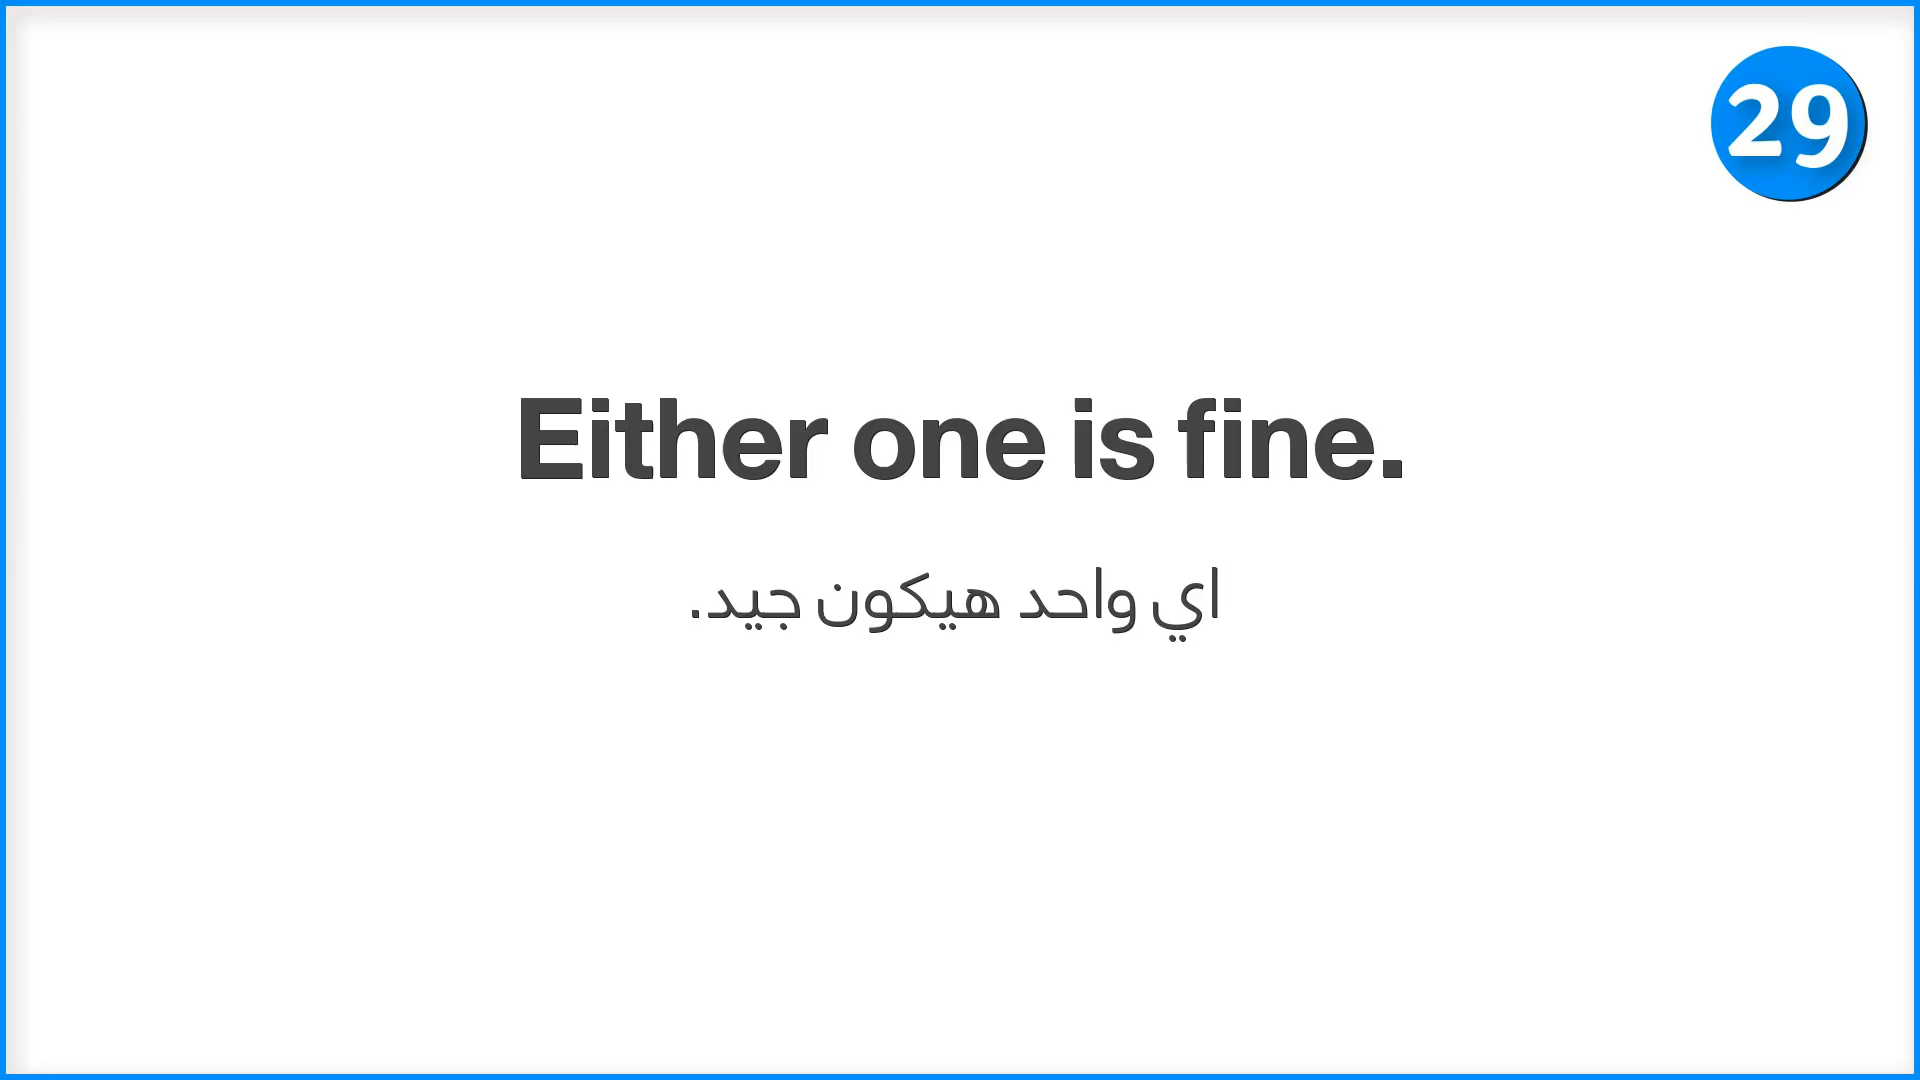 29
Either one is fine.
اي واحد هيكون جيد.